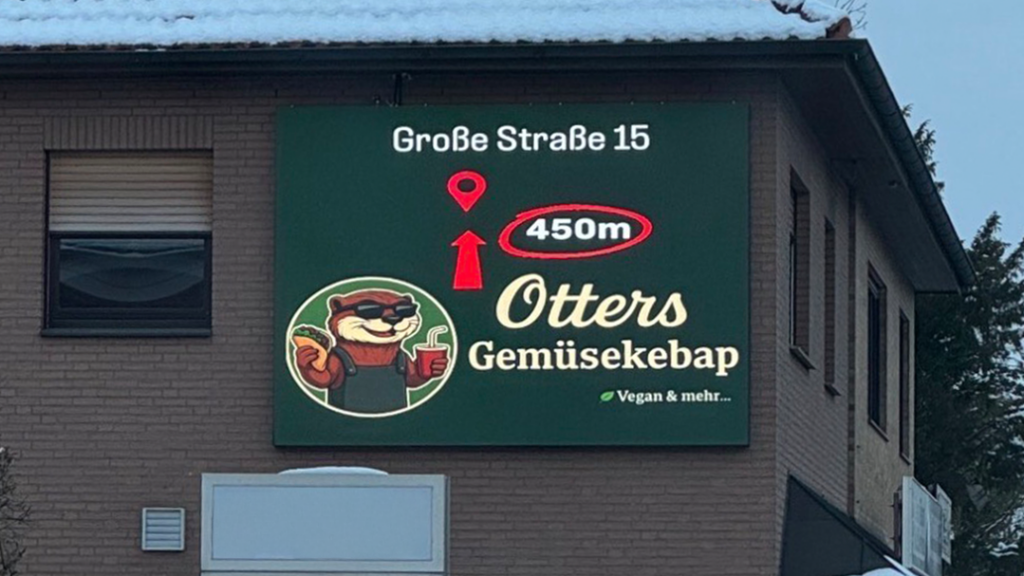 Große Straße 15
450m
Otters
Gemüsekebap
Vegan & mehr...